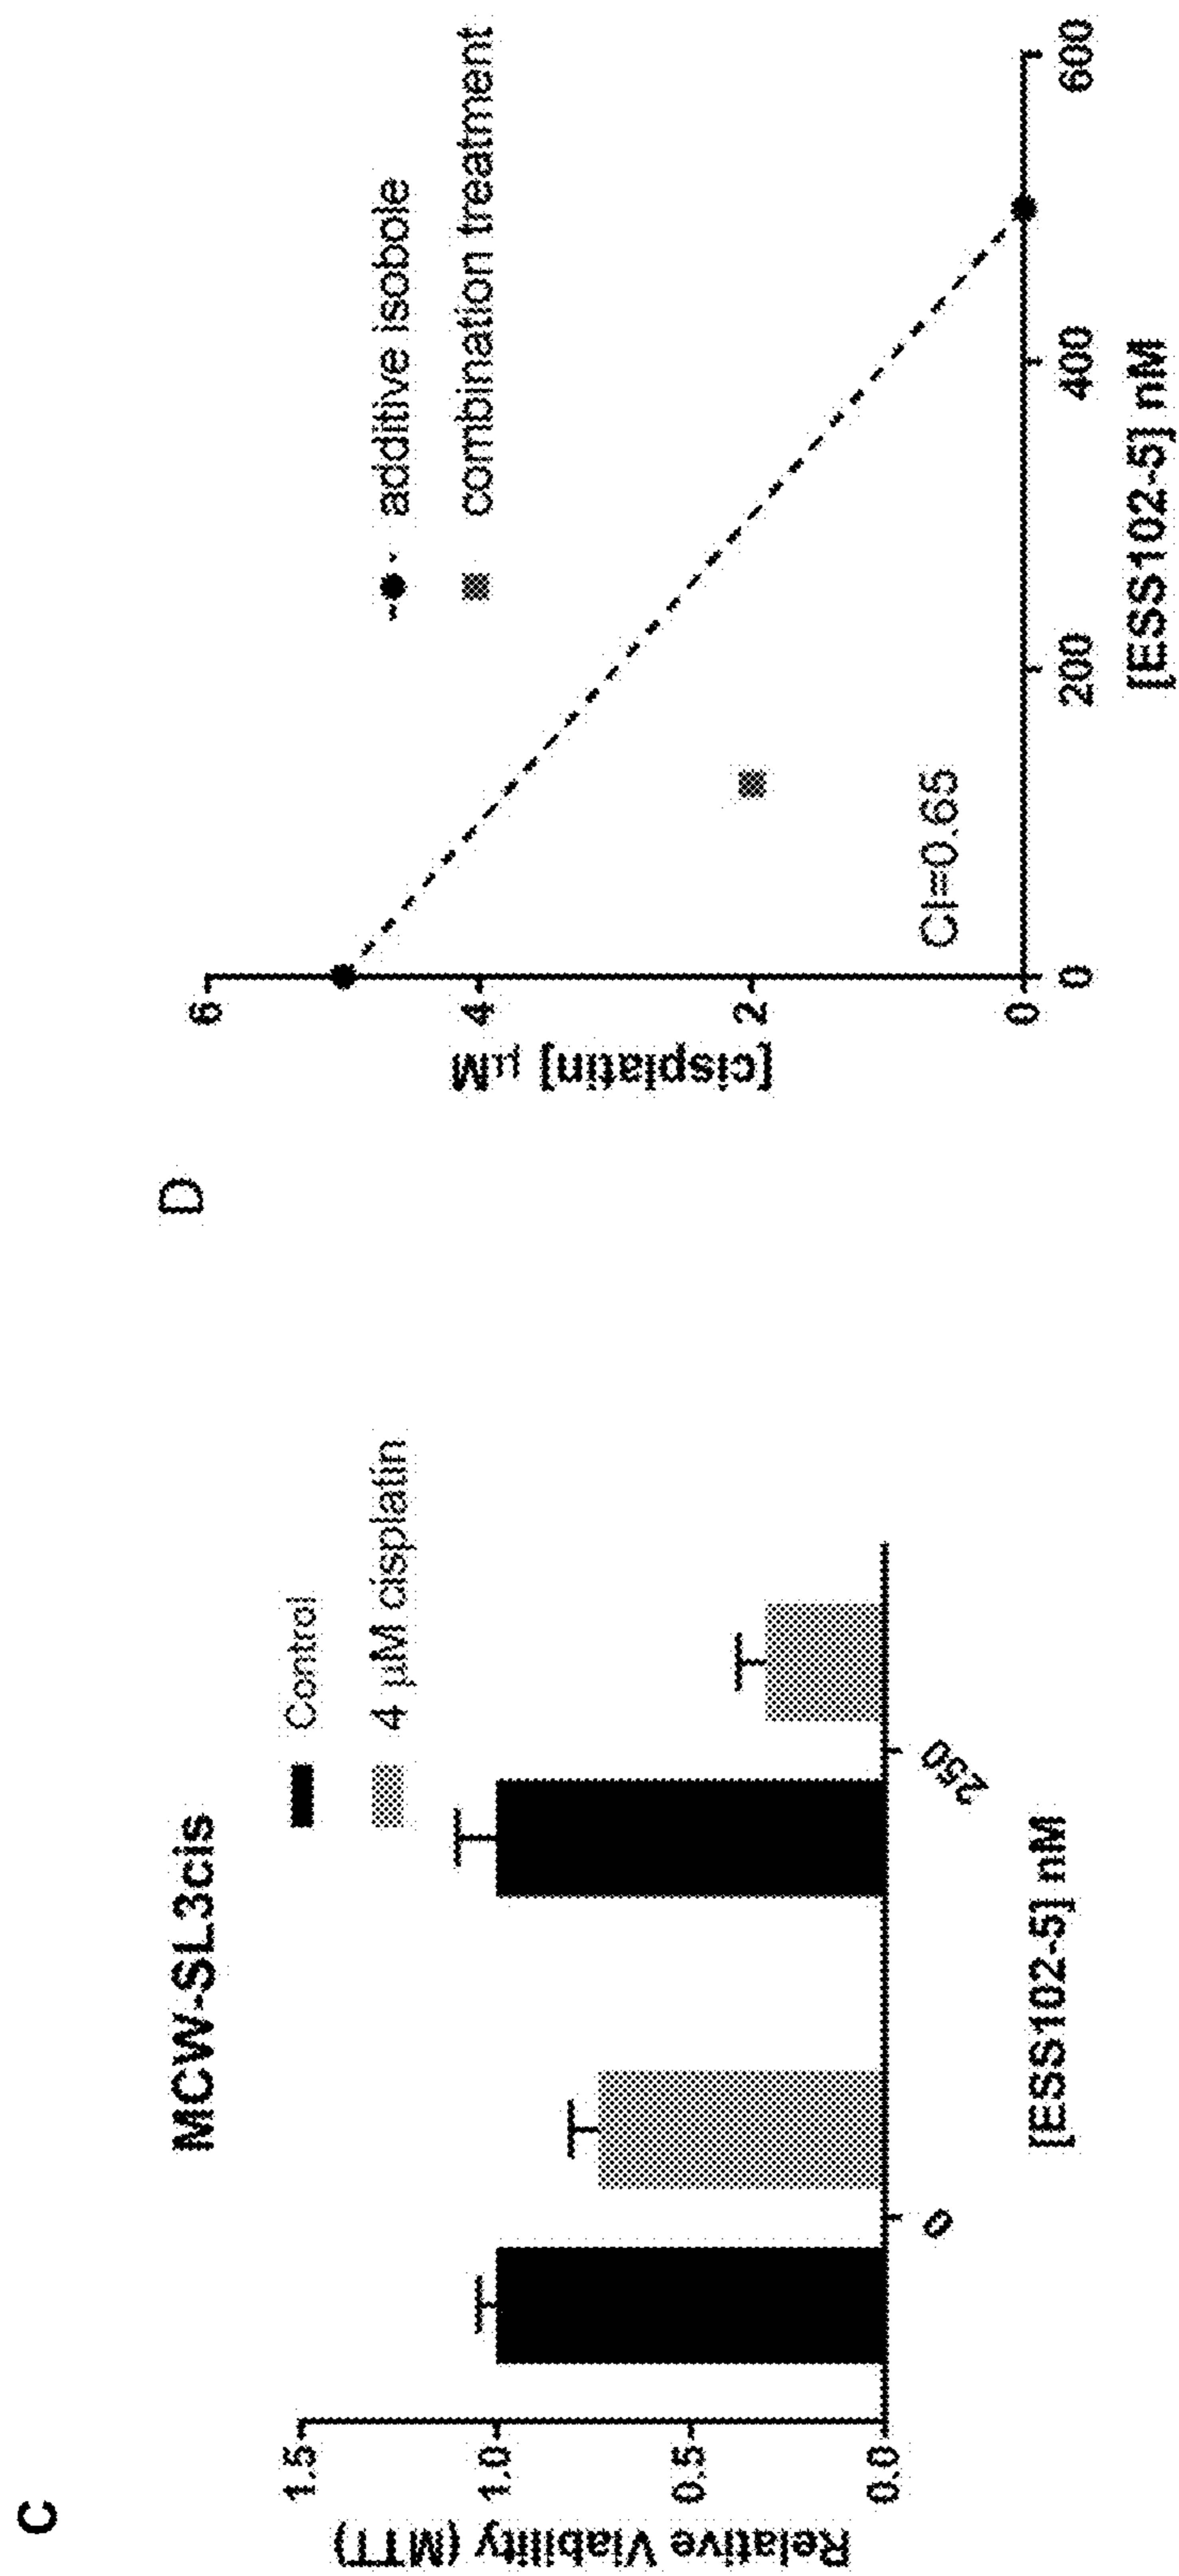 C
MCW-SL3cis
Control
4 μM cisplatin
Relative Viability (MTT)
1.5
1.0
0.5
0.0
0
250
[ESS102-5] nM
D
additive isobole
combination treatment
[cisplatin] μM
6
4
2
0
CI=0.65
0
200
400
600
[ESS102-5] nM